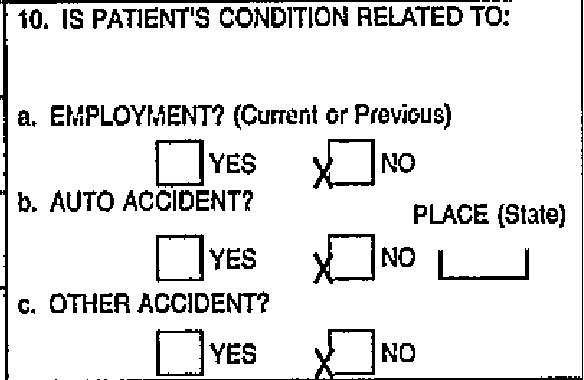 10. IS PATIENT'S CONDITION RELATED TO:
a. EMPLOYMENT? (Current or Previous)
YES X NO
b. AUTO ACCIDENT?
PLACE (State)
YES X NO
c. OTHER ACCIDENT?
YES X NO